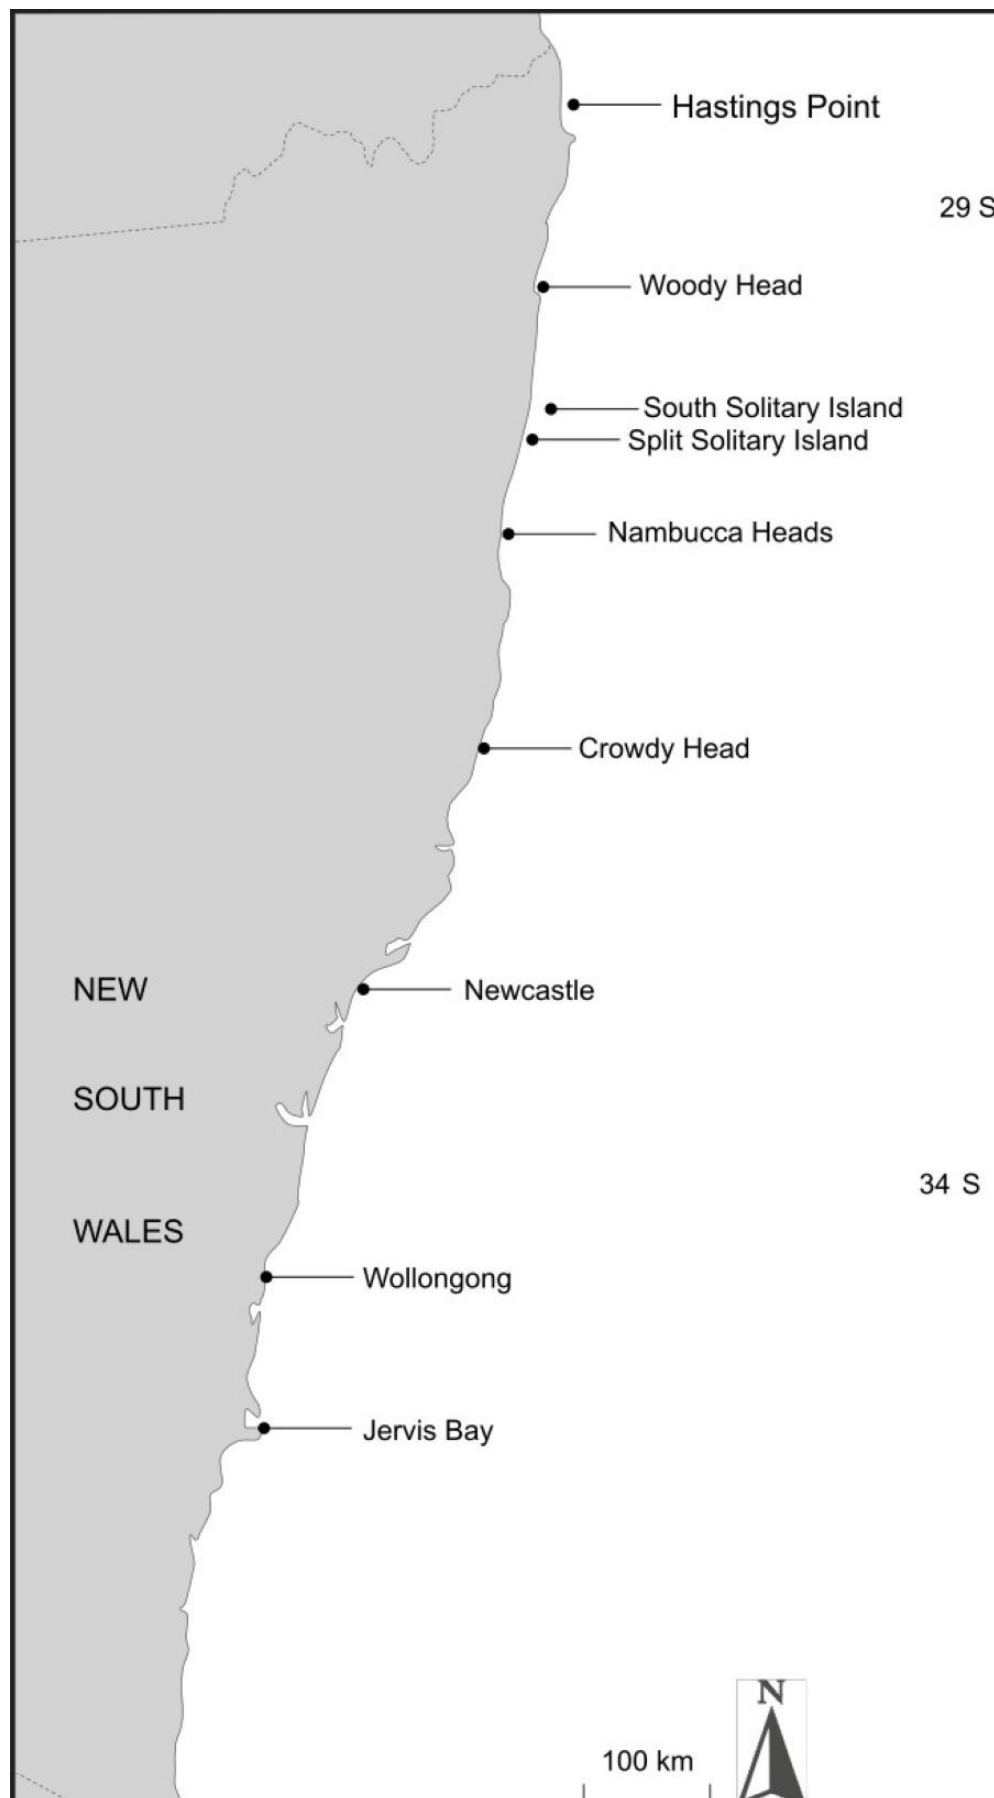 Hastings Point
29 S
Woody Head
South Solitary Island
Split Solitary Island
Nambucca Heads
Crowdy Head
NEW
Newcastle
SOUTH
34 S
WALES
Wollongong
Jervis Bay
N
100 km